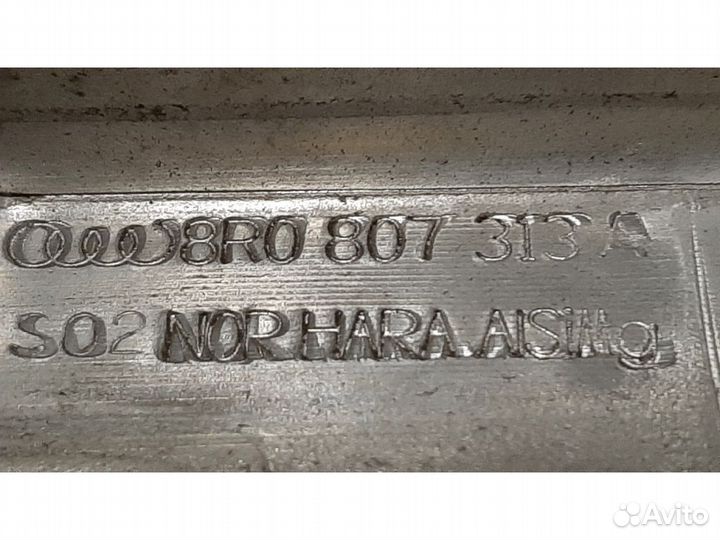 8R0 807 313 A
S02 NOR HARA. AlSiMg
Avito